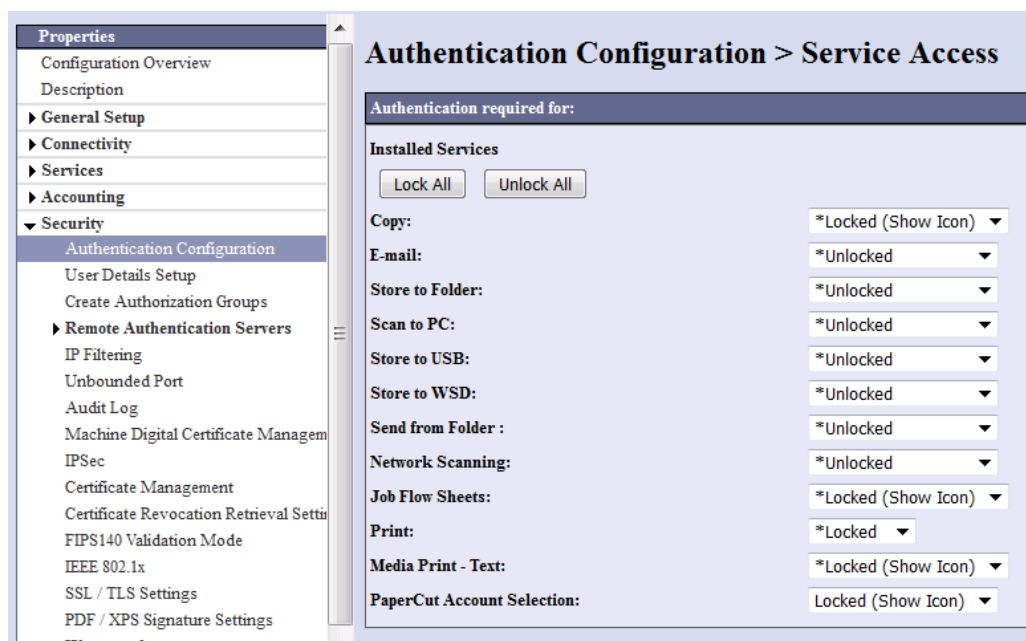 Properties
Configuration Overview
Description
General Setup
Connectivity
Services
Accounting
Security
Authentication Configuration
User Details Setup
Create Authorization Groups
Remote Authentication Servers
IP Filtering
Unbounded Port
Audit Log
Machine Digital Certificate Managem
IPSec
Certificate Management
Certificate Revocation Retrieval Settin
FIPS140 Validation Mode
IEEE 802.1x
SSL / TLS Settings
PDF / XPS Signature Settings
Authentication Configuration > Service Access
Authentication required for:
Installed Services
Lock All Unlock All
Copy: *Locked (Show Icon)
E-mail: *Unlocked
Store to Folder: *Unlocked
Scan to PC: *Unlocked
Store to USB: *Unlocked
Store to WSD: *Unlocked
Send from Folder : *Unlocked
Network Scanning: *Unlocked
Job Flow Sheets: *Locked (Show Icon)
Print: *Locked
Media Print - Text: *Locked (Show Icon)
PaperCut Account Selection: Locked (Show Icon)